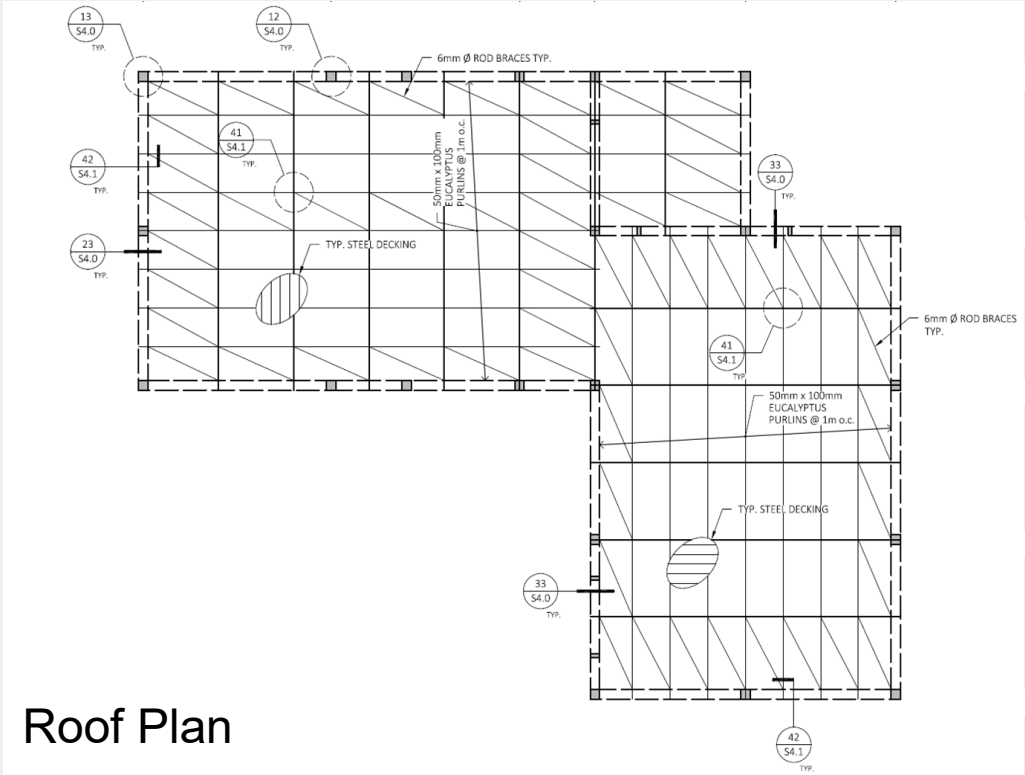 13
S4.0
TYP.
12
S4.0
TYP.
6mm Ø ROD BRACES TYP.
41
S4.1
TYP.
42
S4.1
TYP.
50mm x 100mm
EUCALYPTUS
PURLINS @ 1m o.c.
33
S4.0
TYP.
23
S4.0
TYP.
TYP. STEEL DECKING
6mm Ø ROD BRACES
TYP.
41
S4.1
TYP.
50mm x 100mm
EUCALYPTUS
PURLINS @ 1m o.c.
TYP. STEEL DECKING
33
S4.0
TYP.
Roof Plan
42
S4.1
TYP.